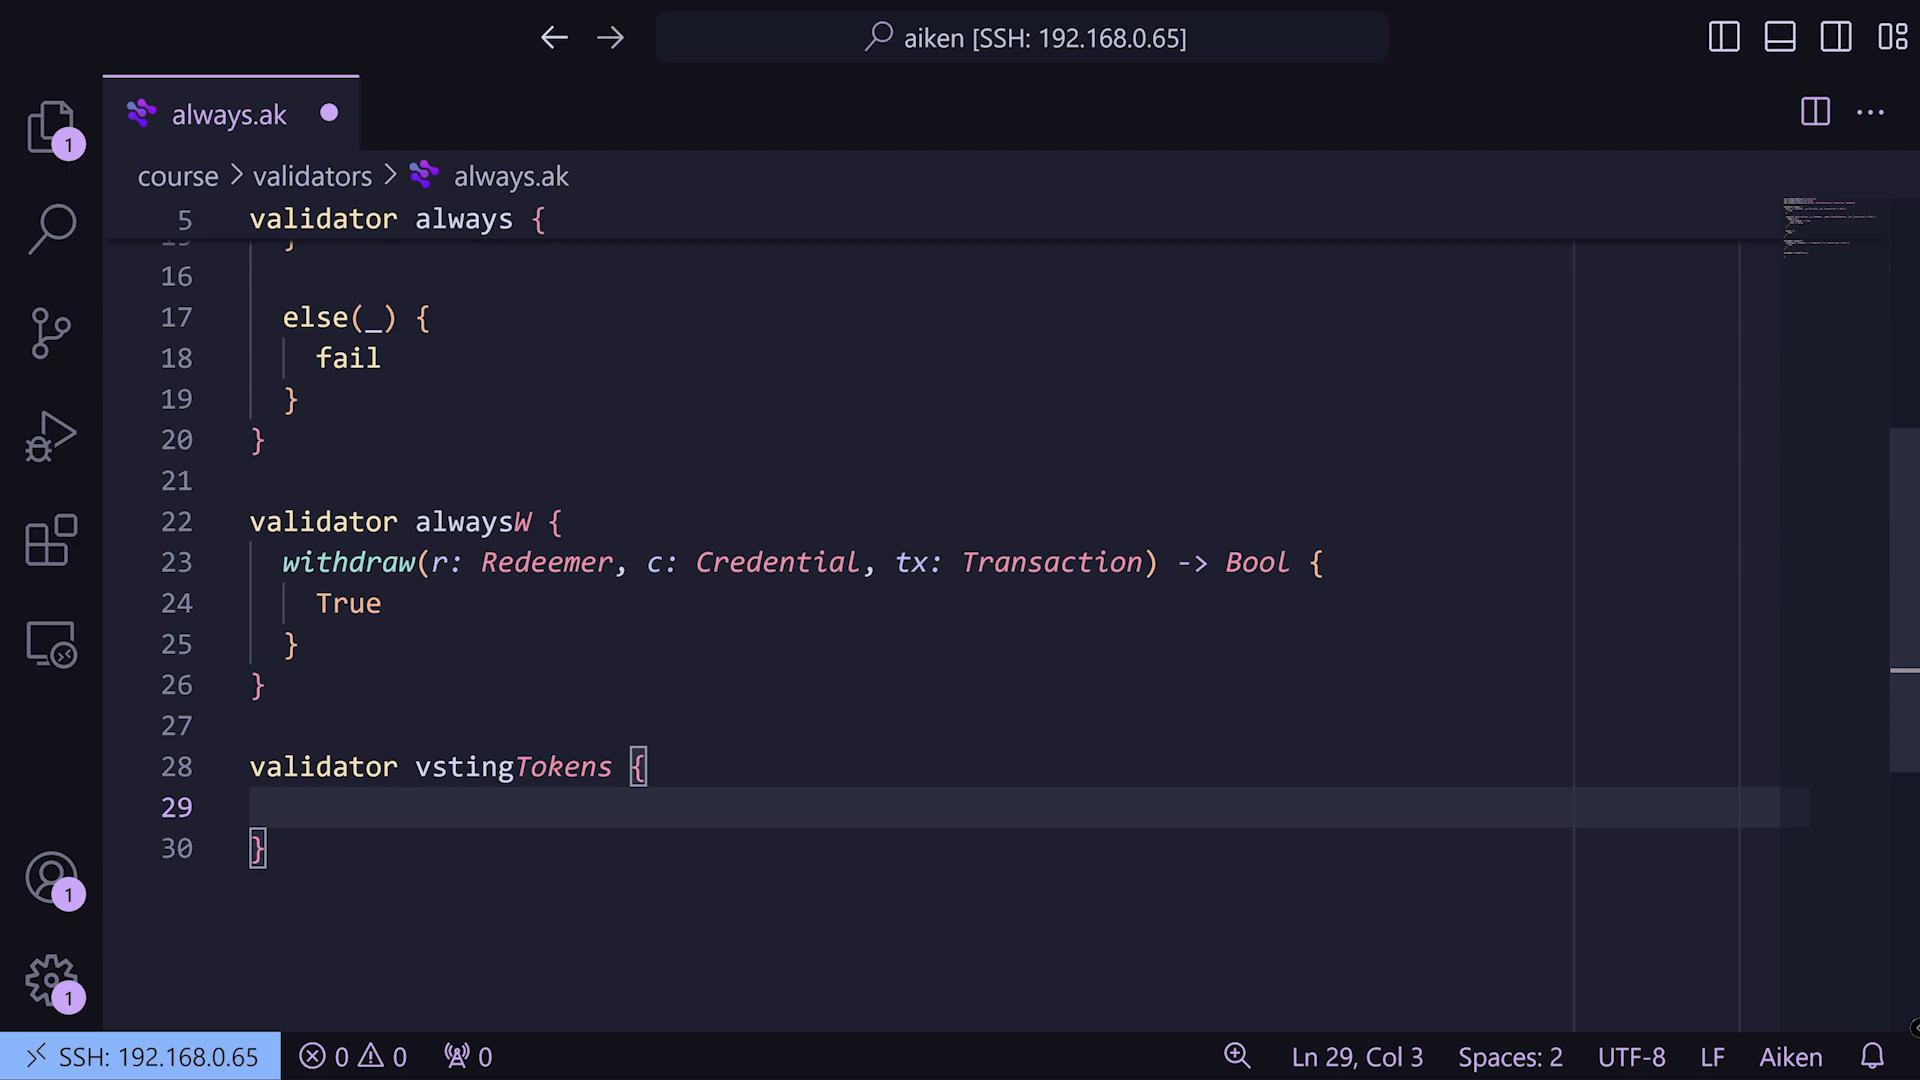 aiken [SSH: 192.168.0.65]
always.ak
1
course > validators > always.ak
5 validator always {
16
17 else(_) {
18 fail
19 }
20 }
21
22 validator alwaysW {
23 withdraw(r: Redeemer, c: Credential, tx: Transaction) -> Bool {
24 True
25 }
26 }
27
28 validator vstingTokens {
29
30 }
1
1
SSH: 192.168.0.65 0 0 0 Ln 29, Col 3 Spaces: 2 UTF-8 LF Aiken